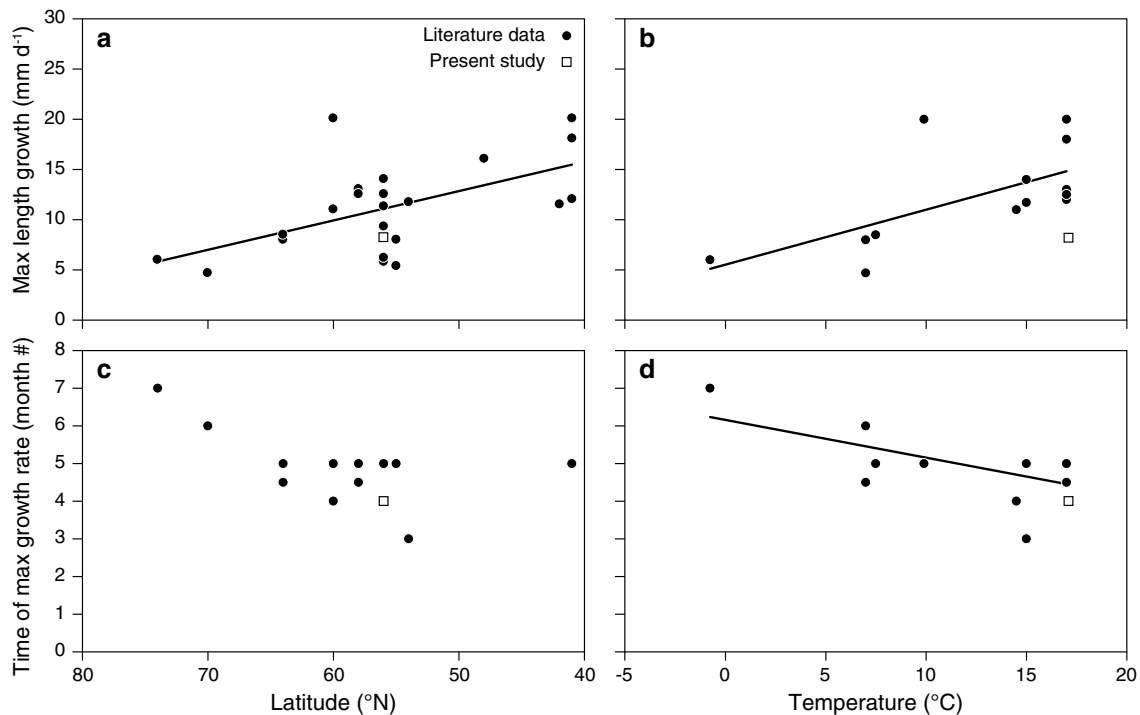 a
Literature data
Present study
30
25
20
15
10
5
0
Max length growth (mm d⁻¹)
b
c
8
7
6
5
4
3
2
1
0
Time of max growth rate (month #)
80 70 60 50 40
Latitude (°N)
d
-5 0 5 10 15 20
Temperature (°C)